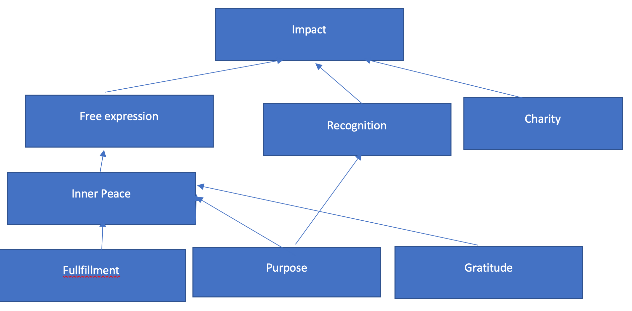 Impact
Free expression
Recognition
Charity
Inner Peace
Fullfillment
Purpose
Gratitude